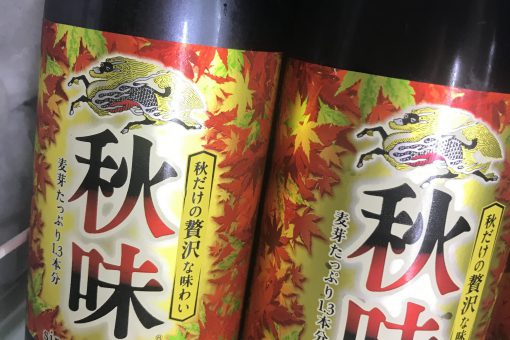 秋味
秋だけの贅沢な味わい
麦芽たっぷり1.3本分
秋味
秋だけの贅沢な味
麦芽たっぷり1.3本分